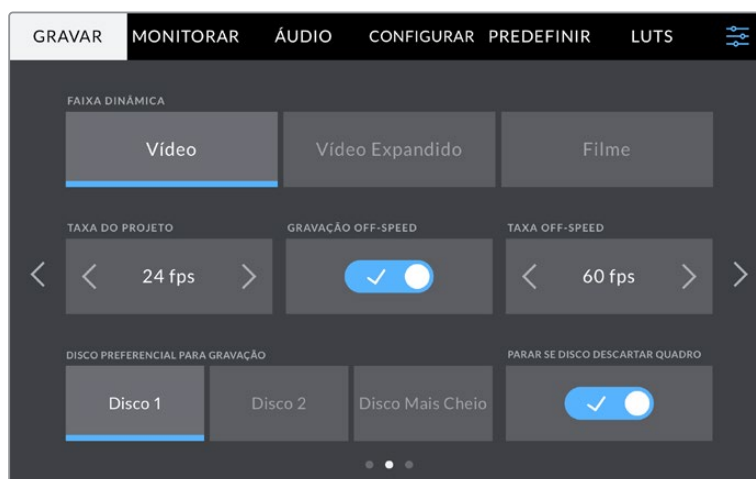 GRAVAR MONITORAR ÁUDIO CONFIGURAR PREDEFINIR LUTS
FAIXA DINÂMICA
Vídeo Vídeo Expandido Filme
TAXA DO PROJETO GRAVAÇÃO OFF-SPEED TAXA OFF-SPEED
24 fps 60 fps
DISCO PREFERENCIAL PARA GRAVAÇÃO PARAR SE DISCO DESCARTAR QUADRO
Disco 1 Disco 2 Disco Mais Cheio